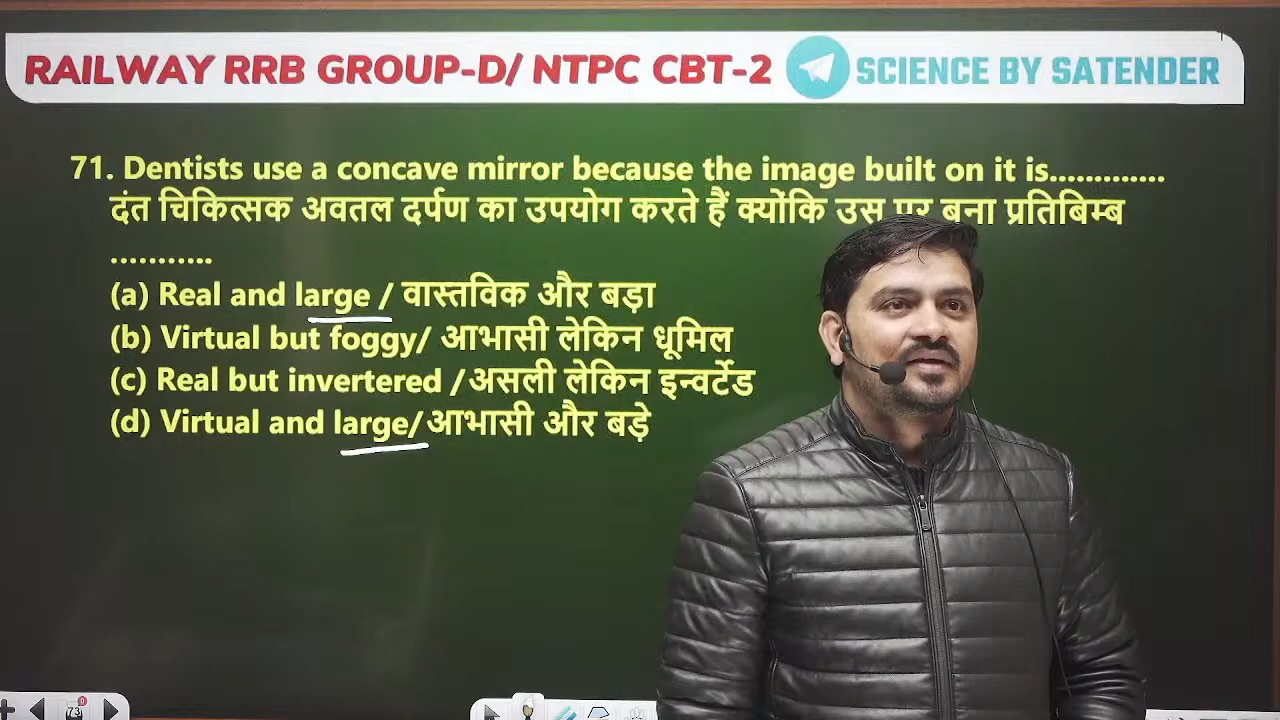 RAILWAY RRB GROUP-D/ NTPC CBT-2 SCIENCE BY SATENDER
71. Dentists use a concave mirror because the image built on it is.............
दंत चिकित्सक अवतल दर्पण का उपयोग करते हैं क्योंकि उस पर बना प्रतिबिम्ब
............
(a) Real and large / वास्तविक और बड़ा
(b) Virtual but foggy/ आभासी लेकिन धूमिल
(c) Real but invertered /असली लेकिन इन्वर्टेड
(d) Virtual and large/आभासी और बड़े
73